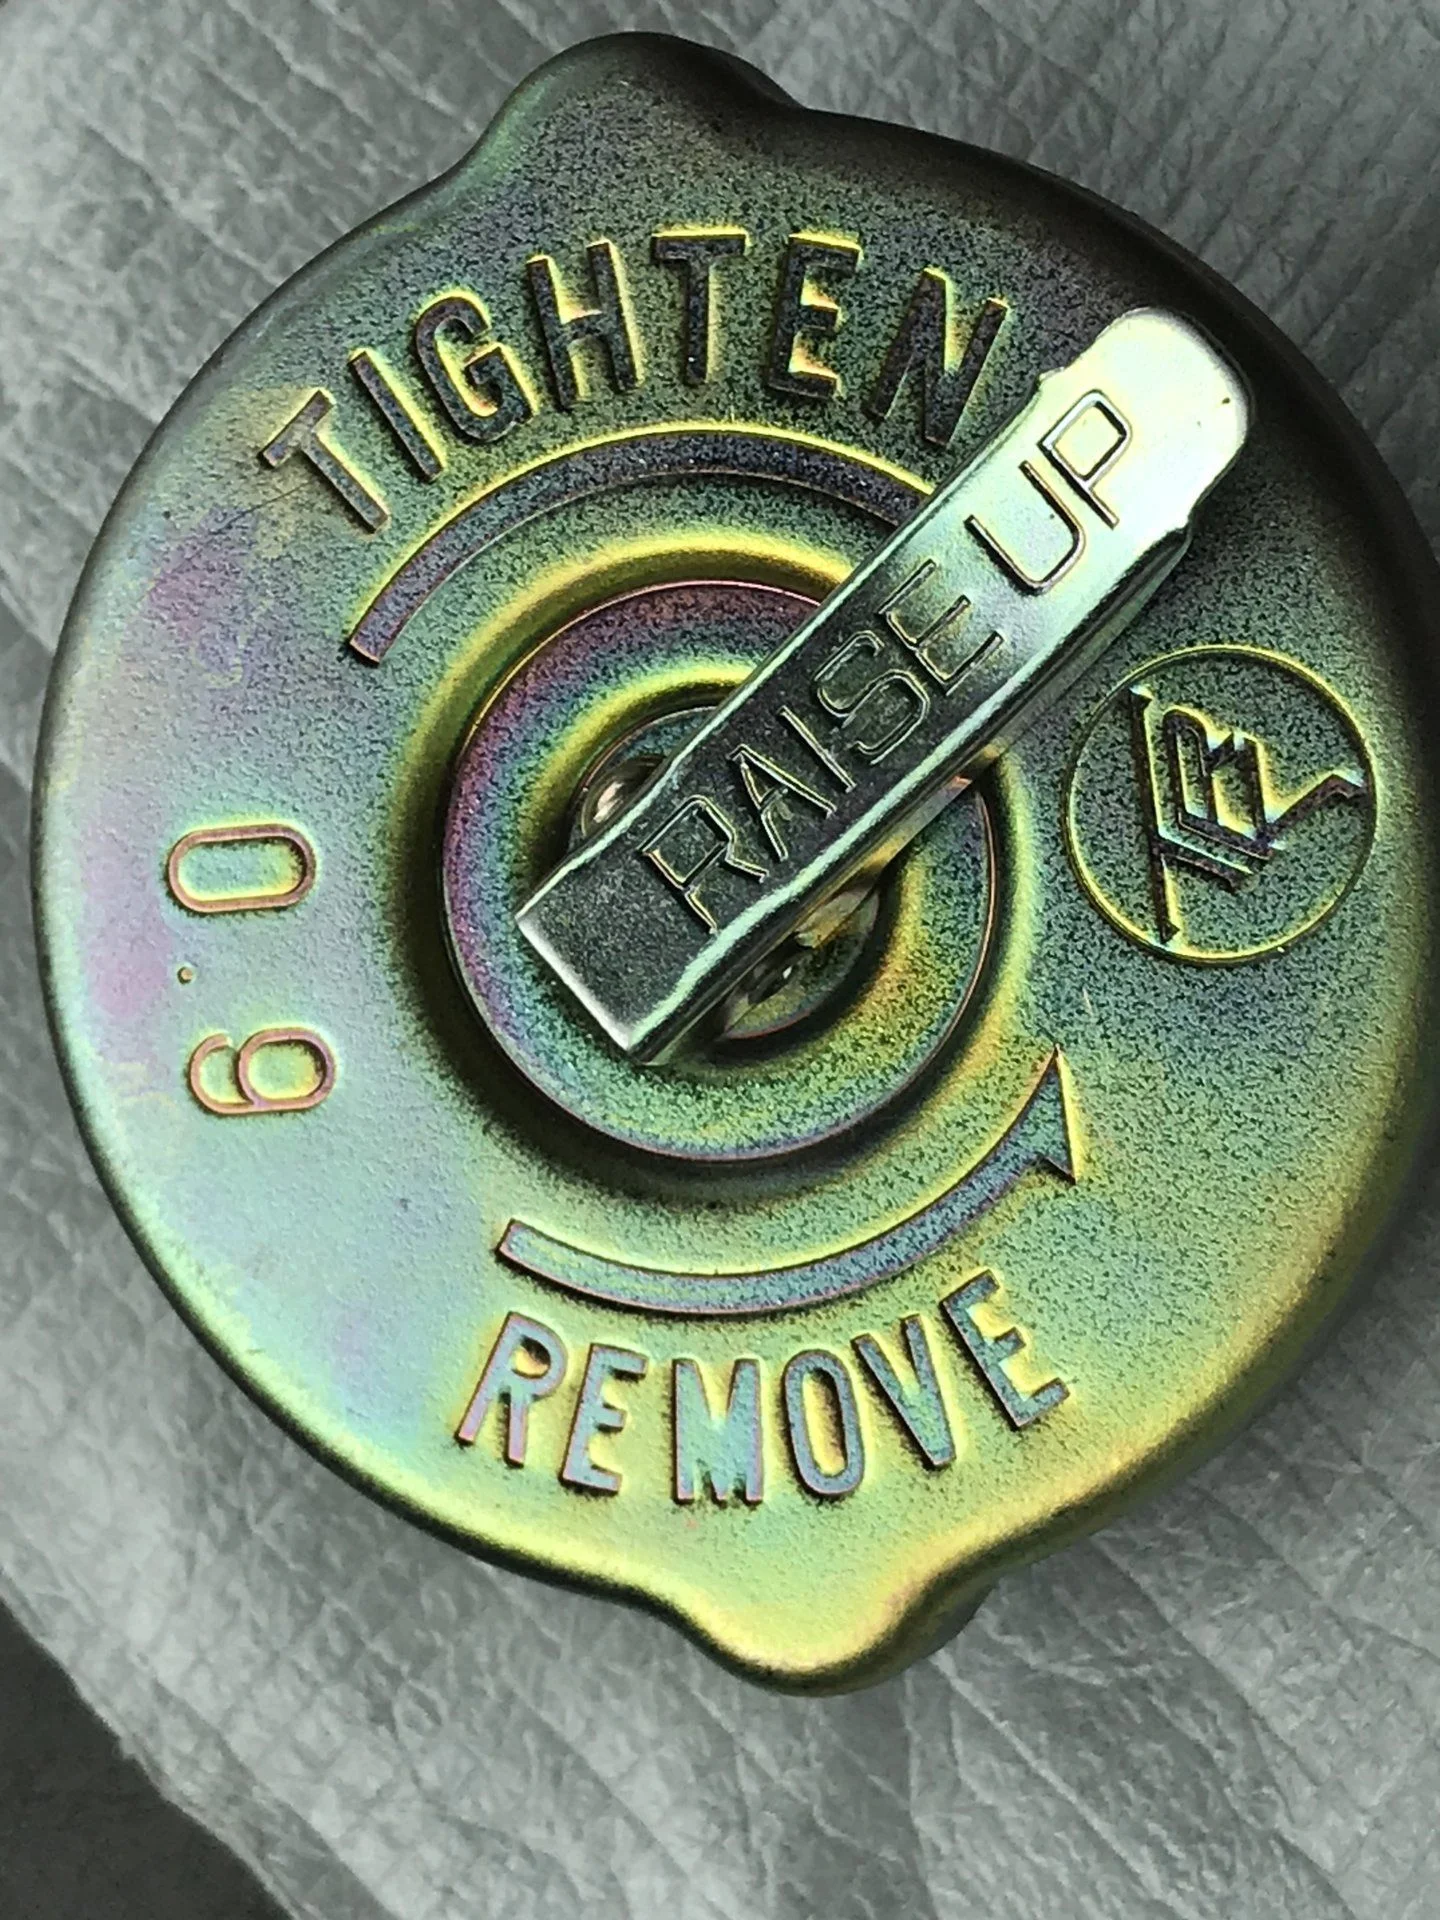 TIGHTEN
RAISE UP
0.9
REMOVE